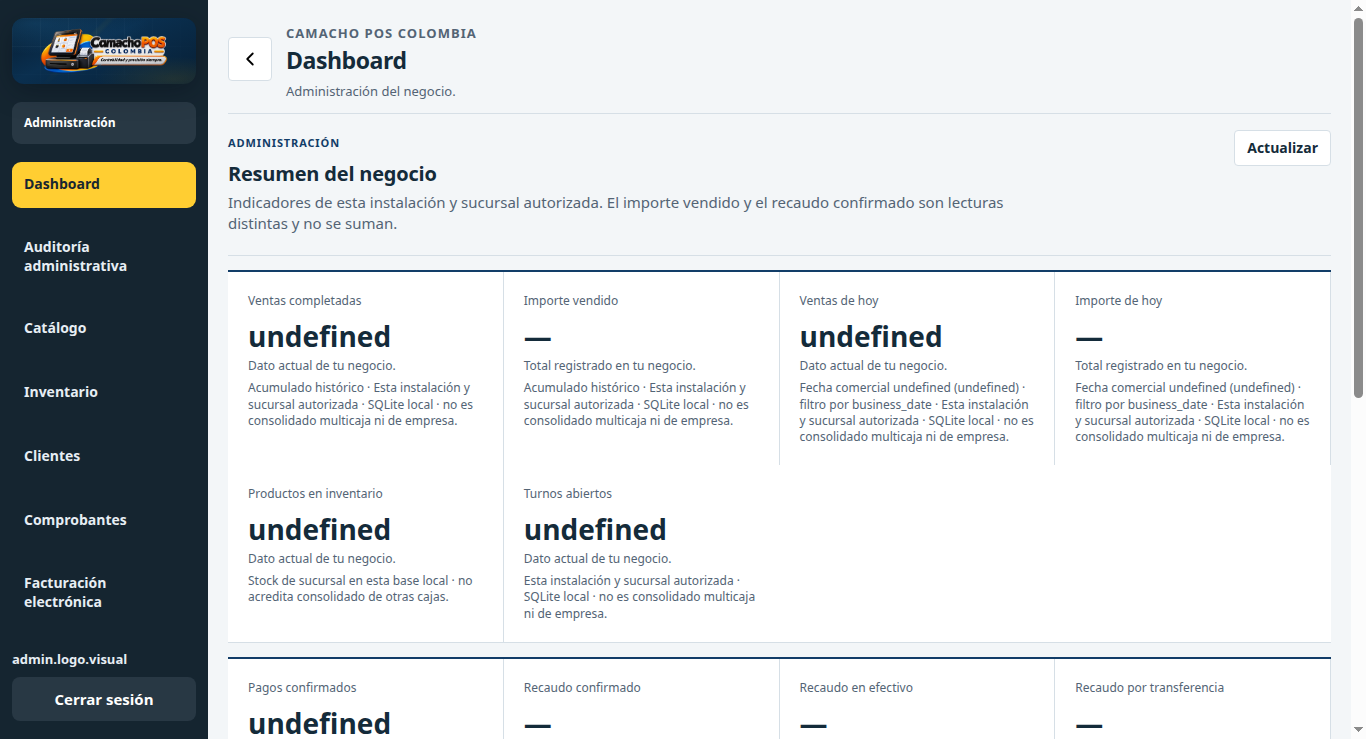 CamachoPOS
COLOMBIA
Contabilidad y precisión siempre.
Administración
Dashboard
Auditoría
administrativa
Catálogo
Inventario
Clientes
Comprobantes
Facturación
electrónica
admin.logo.visual
Cerrar sesión
CAMACHO POS COLOMBIA
Dashboard
Administración del negocio.
ADMINISTRACIÓN
Actualizar
Resumen del negocio
Indicadores de esta instalación y sucursal autorizada. El importe vendido y el recaudo confirmado son lecturas
distintas y no se suman.
Ventas completadas
undefined
Dato actual de tu negocio.
Acumulado histórico · Esta instalación y
sucursal autorizada · SQLite local · no es
consolidado multicaja ni de empresa.
Importe vendido
—
Total registrado en tu negocio.
Acumulado histórico · Esta instalación y
sucursal autorizada · SQLite local · no es
consolidado multicaja ni de empresa.
Ventas de hoy
undefined
Dato actual de tu negocio.
Fecha comercial undefined (undefined) ·
filtro por business_date · Esta instalación
y sucursal autorizada · SQLite local · no es
consolidado multicaja ni de empresa.
Importe de hoy
—
Total registrado en tu negocio.
Fecha comercial undefined (undefined) ·
filtro por business_date · Esta instalación
y sucursal autorizada · SQLite local · no es
consolidado multicaja ni de empresa.
Productos en inventario
undefined
Dato actual de tu negocio.
Stock de sucursal en esta base local · no
acredita consolidado de otras cajas.
Turnos abiertos
undefined
Dato actual de tu negocio.
Esta instalación y sucursal autorizada ·
SQLite local · no es consolidado multicaja
ni de empresa.
Pagos confirmados
undefined
Recaudo confirmado
—
Recaudo en efectivo
—
Recaudo por transferencia
—